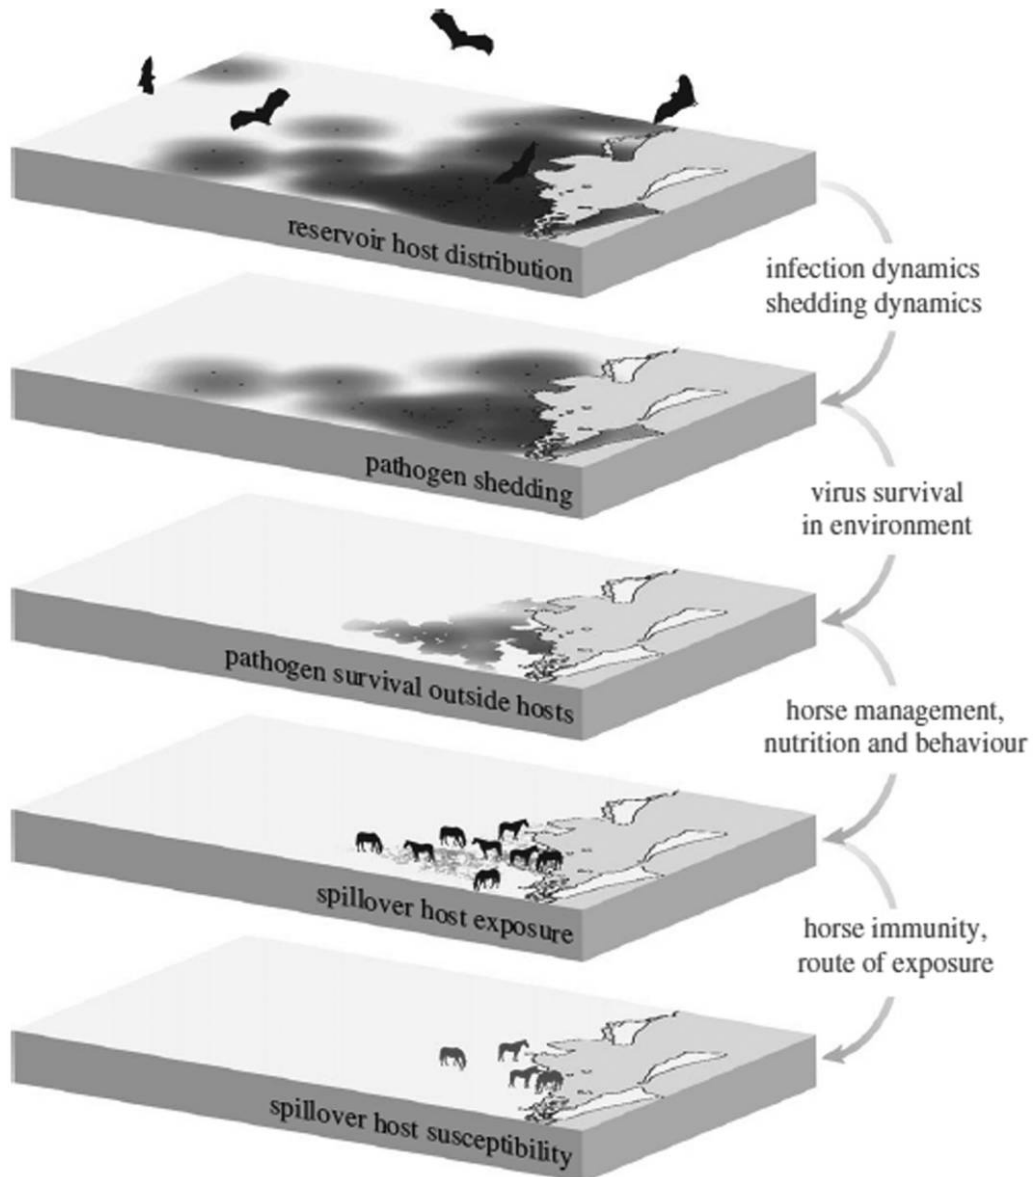 reservoir host distribution
infection dynamics
shedding dynamics
pathogen shedding
virus survival
in environment
pathogen survival outside hosts
horse management,
nutrition and behaviour
spillover host exposure
horse immunity,
route of exposure
spillover host susceptibility